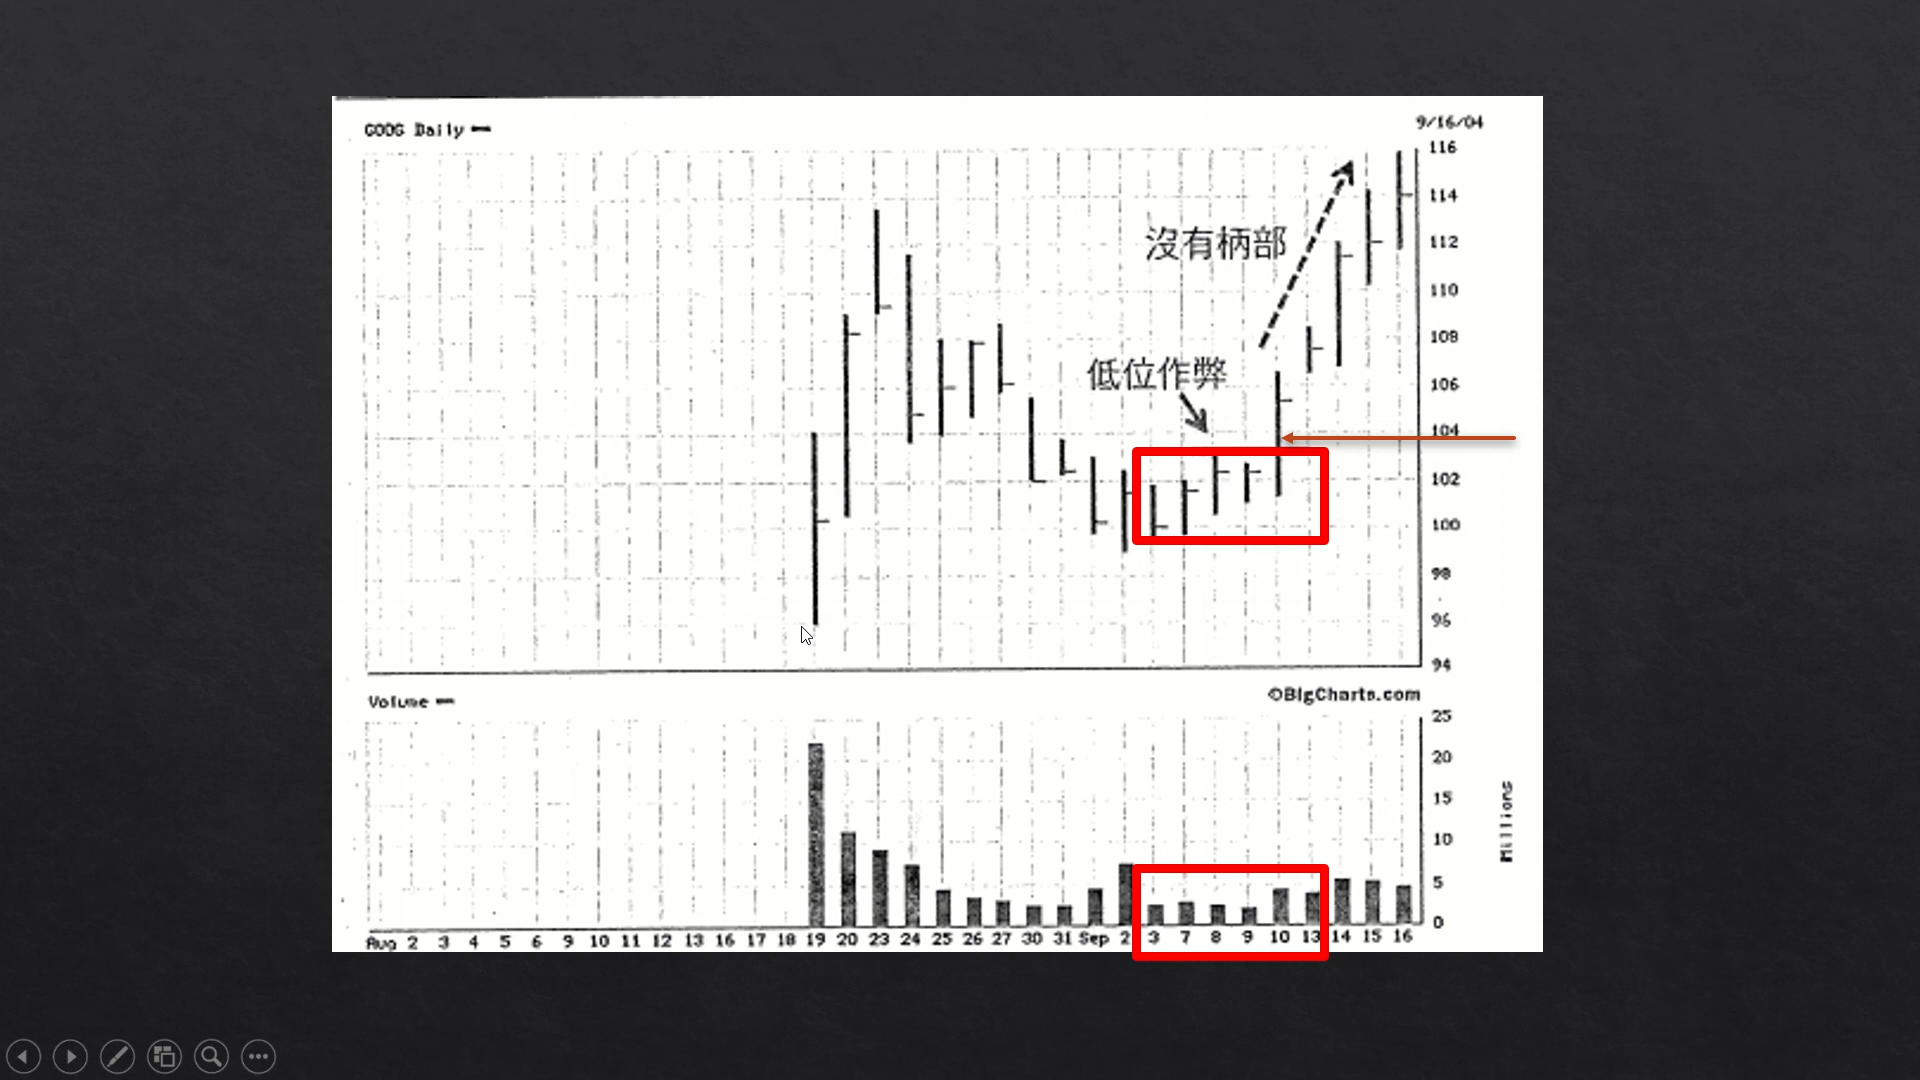 GOOG Daily
9/16/04
116
114
沒有柄部
112
110
108
低位作弊
106
104
102
100
98
96
94
Volume
©BigCharts.com
25
20
15
10
5
0
Millions
Aug 2 3 4 5 6 9 10 11 12 13 16 17 18 19 20 23 24 25 26 27 30 31 Sep 2 3 7 8 9 10 13 14 15 16